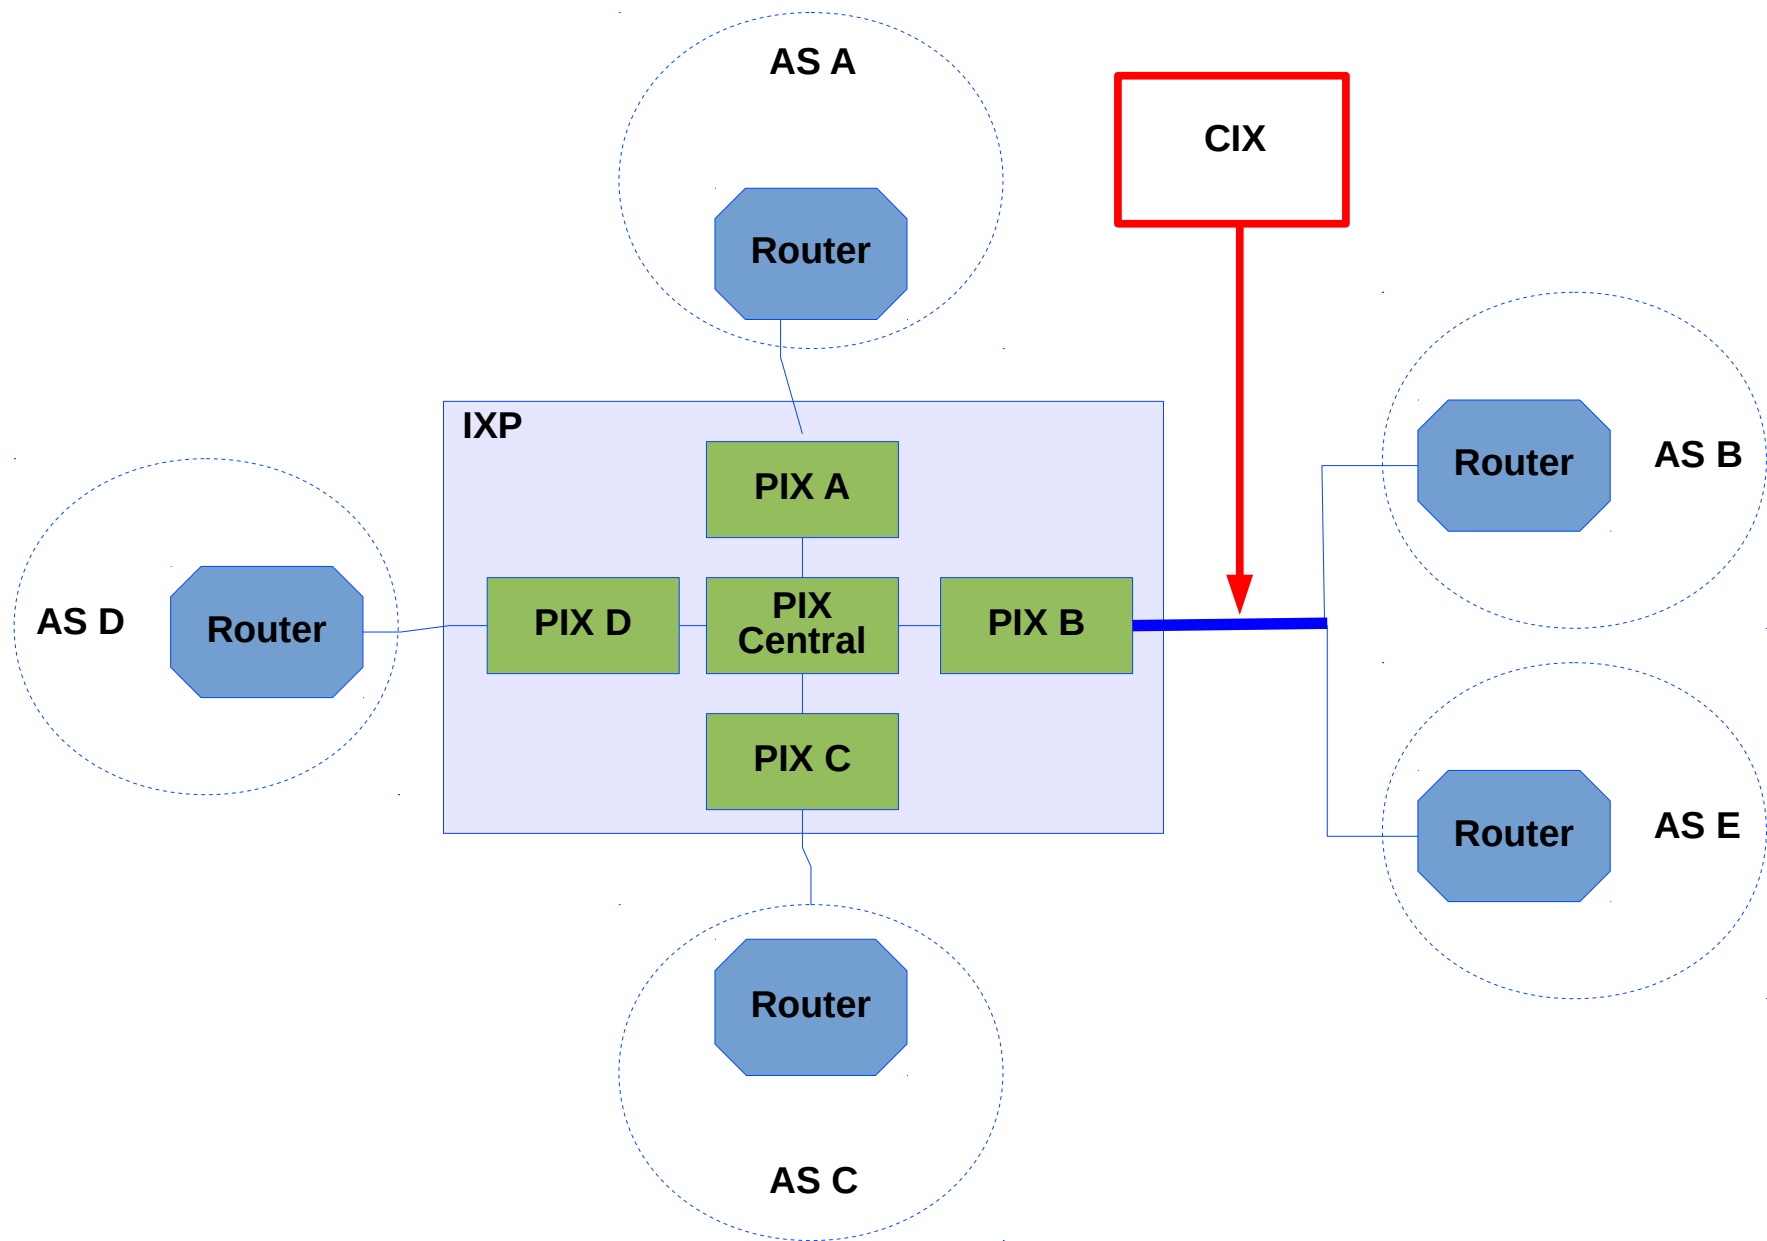 AS A
CIX
Router
IXP
Router
AS B
PIX A
AS D
Router
PIX D
PIX
Central
PIX B
PIX C
Router
AS E
Router
AS C